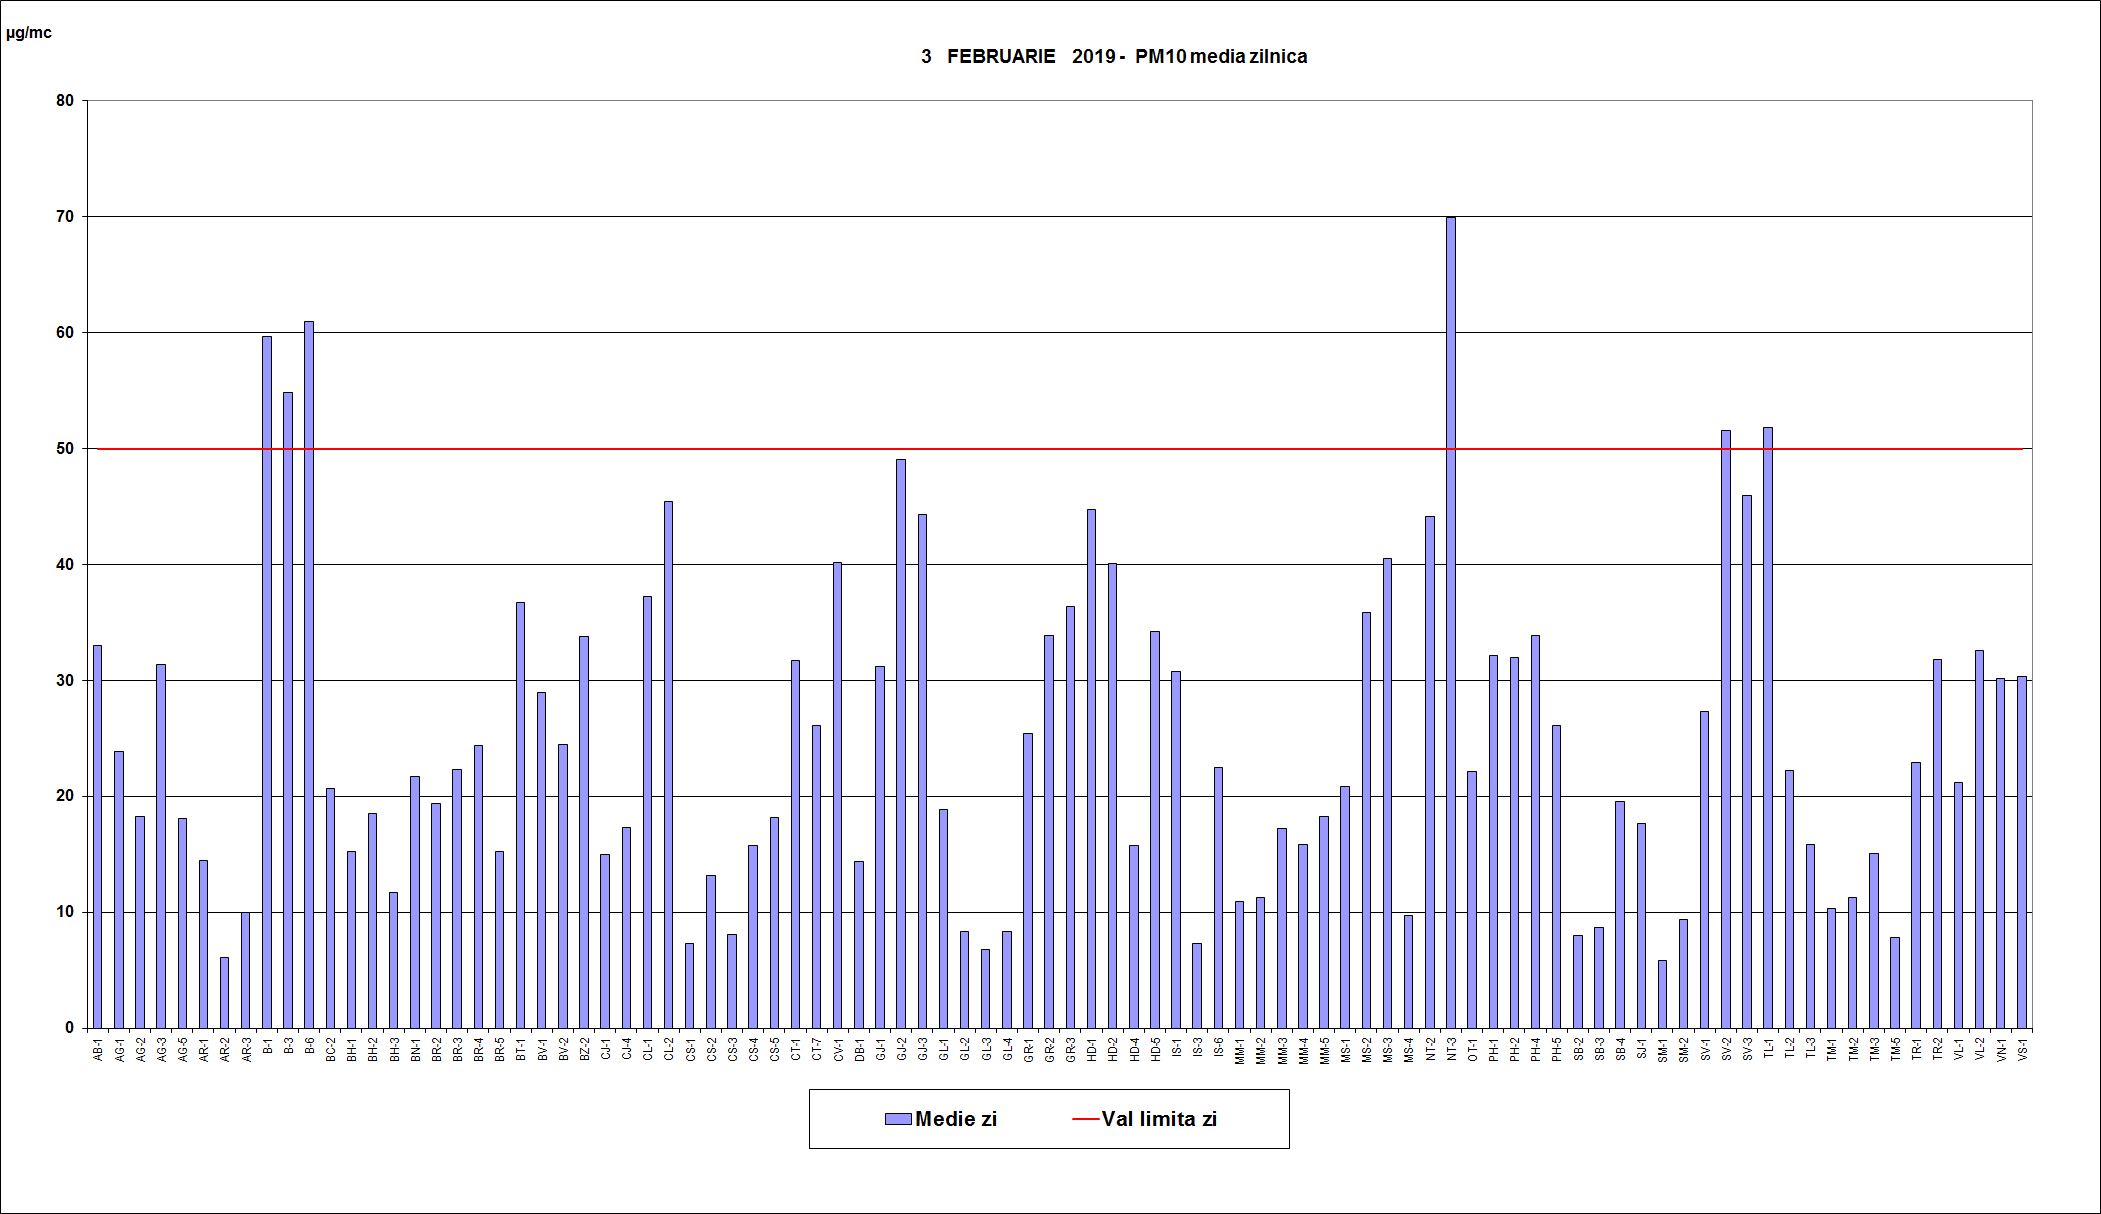 µg/mc
3 FEBRUARIE 2019 - PM10 media zilnica
80
70
60
50
40
30
20
10
0
AB-1 AG-1 AG-2 AG-3 AG-5 AR-1 AR-2 AR-3 B-1 B-3 B-6 BC-2 BH-1 BH-2 BH-3 BN-1 BR-2 BR-3 BR-4 BR-5 BT-1 BV-1 BV-2 BZ-2 CJ-1 CJ-4 CL-1 CL-2 CS-1 CS-2 CS-3 CS-4 CS-5 CT-1 CT-7 CV-1 DB-1 GJ-1 GJ-2 GJ-3 GL-1 GL-2 GL-3 GL-4 GR-1 GR-2 GR-3 HD-1 HD-2 HD-4 HD-5 IS-1 IS-3 IS-6 MM-1 MM-2 MM-3 MM-4 MM-5 MS-1 MS-2 MS-3 MS-4 NT-2 NT-3 OT-1 PH-1 PH-2 PH-4 PH-5 SB-2 SB-3 SB-4 SJ-1 SM-1 SM-2 SV-1 SV-2 SV-3 TL-1 TL-2 TL-3 TM-1 TM-2 TM-3 TM-5 TR-1 TR-2 VL-1 VL-2 VN-1 VS-1
Medie zi Val limita zi